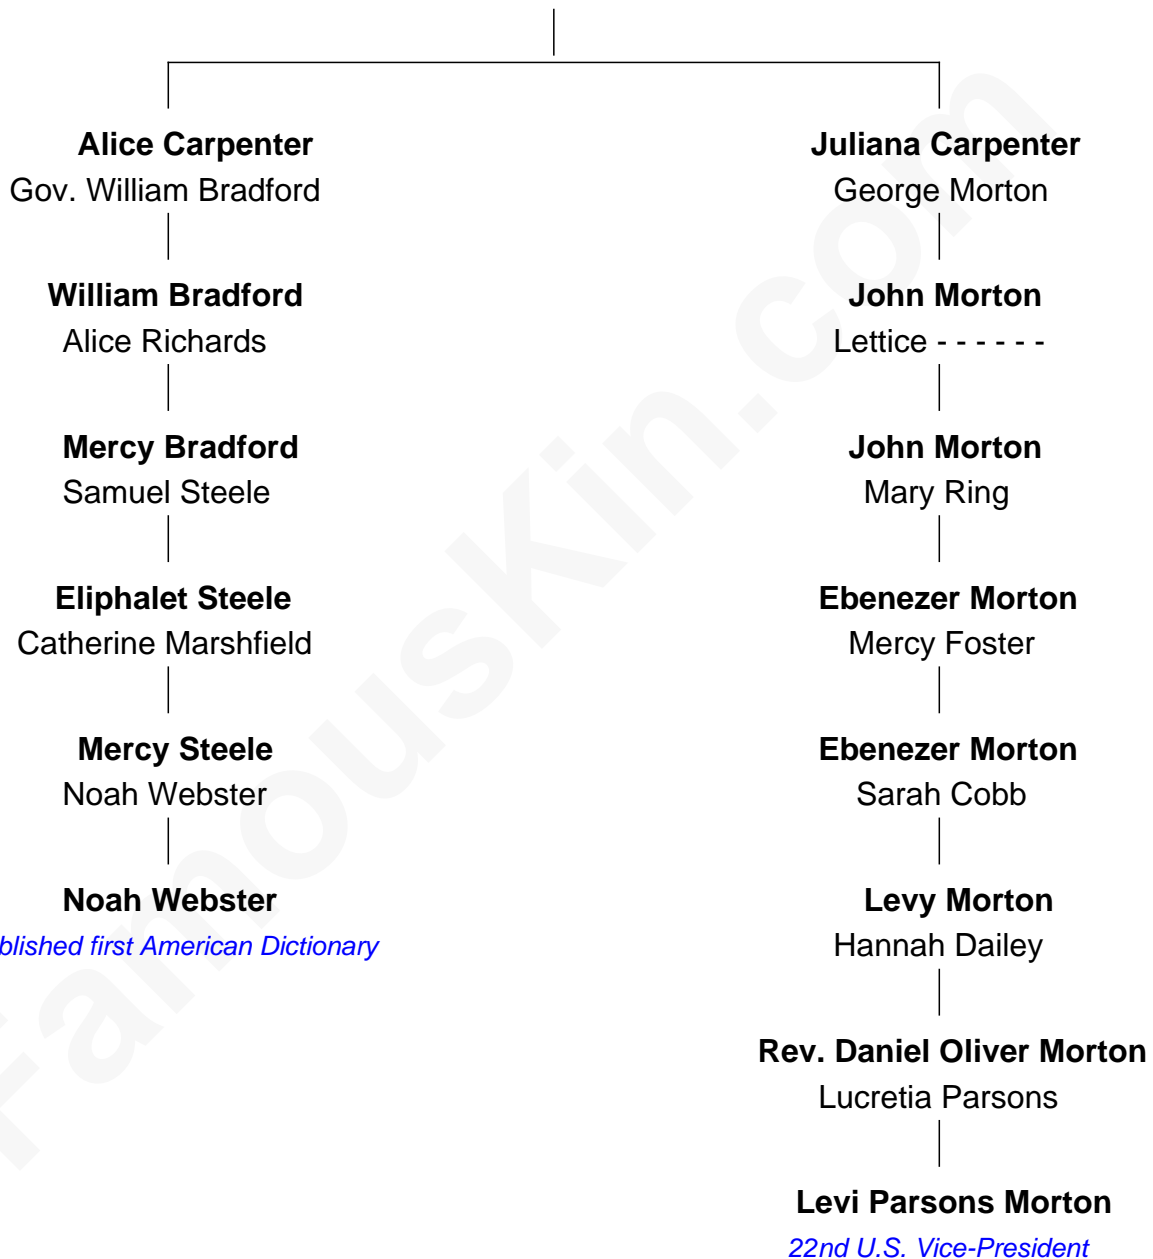 Alice Carpenter
Gov. William Bradford
William Bradford
Alice Richards
Mercy Bradford
Samuel Steele
Eliphalet Steele
Catherine Marshfield
Mercy Steele
Noah Webster
Noah Webster
blished first American Dictionary
Juliana Carpenter
George Morton
John Morton
Lettice - - - - - -
John Morton
Mary Ring
Ebenezer Morton
Mercy Foster
Ebenezer Morton
Sarah Cobb
Levy Morton
Hannah Dailey
Rev. Daniel Oliver Morton
Lucretia Parsons
Levi Parsons Morton
22nd U.S. Vice-President
FamousKin.com